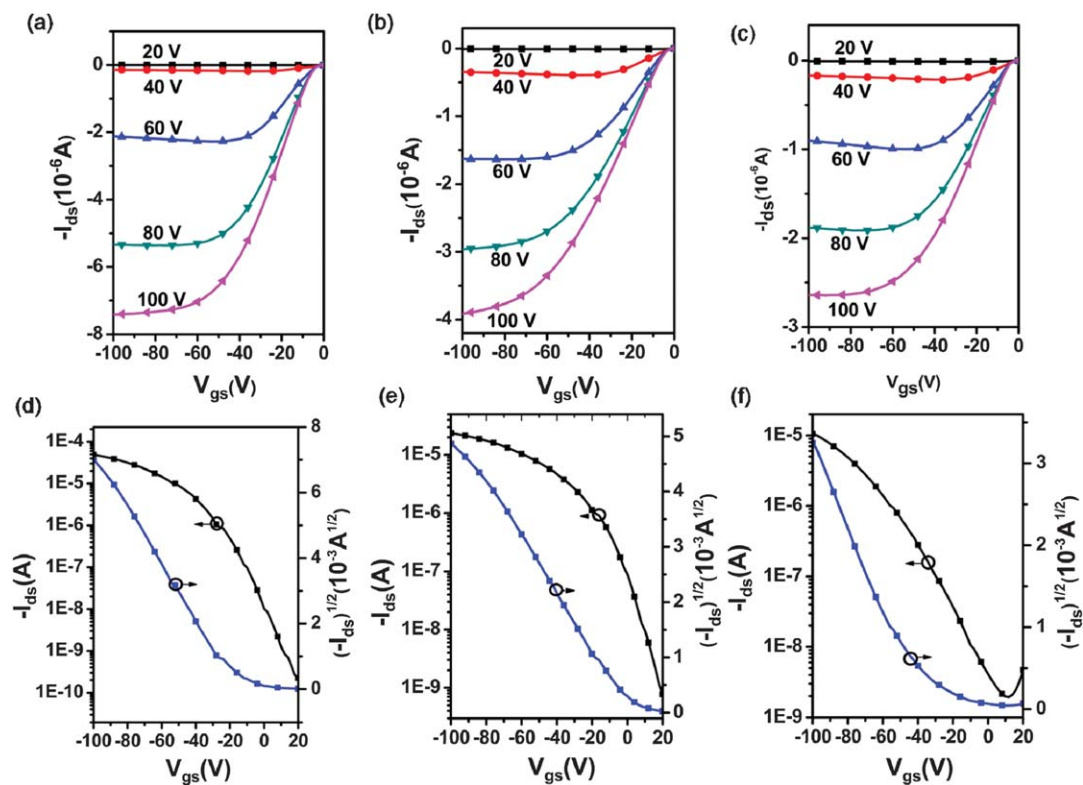 (a)
20 V
40 V
60 V
80 V
100 V
0
-2
-4
-6
-8
-100 -80 -60 -40 -20 0
-Ids(10-6A)
Vgs(V)
(b)
20 V
40 V
60 V
80 V
100 V
0
-1
-2
-3
-4
-100 -80 -60 -40 -20 0
-Ids(10-6A)
Vgs(V)
(c)
20 V
40 V
60 V
80 V
100 V
0
-1
-2
-3
-100 -80 -60 -40 -20 0
-Ids(10-6A)
Vgs(V)
(d)
1E-4
1E-5
1E-6
1E-7
1E-8
1E-9
1E-10
-Ids(A)
8
6
4
2
0
(-Ids)1/2(10-3A1/2)
-100 -80 -60 -40 -20 0 20
Vgs(V)
(e)
1E-5
1E-6
1E-7
1E-8
1E-9
-Ids(A)
5
4
3
2
1
0
(-Ids)1/2(10-3A1/2)
-100 -80 -60 -40 -20 0 20
Vgs(V)
(f)
1E-5
1E-6
1E-7
1E-8
1E-9
-Ids(A)
3
2
1
0
(-Ids)1/2(10-3A1/2)
-100 -80 -60 -40 -20 0 20
Vgs(V)